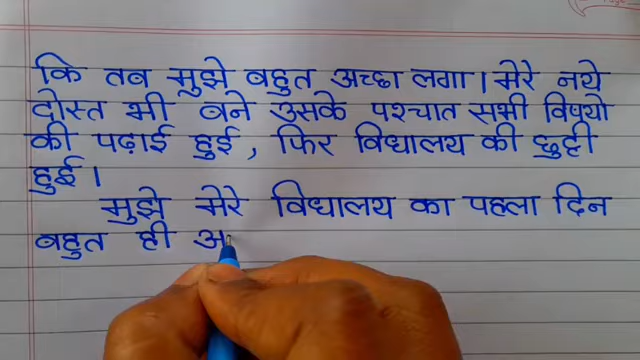 कि तब मुझे बहुत अच्छा लगा। मेरे नये
दोस्त भी बने उसके पश्चात सभी विषयो
की पढ़ाई हुई, फिर विद्यालय की छुट्टी
हुई।
मुझे मेरे विद्यालय का पहला दिन
बहुत ही अ